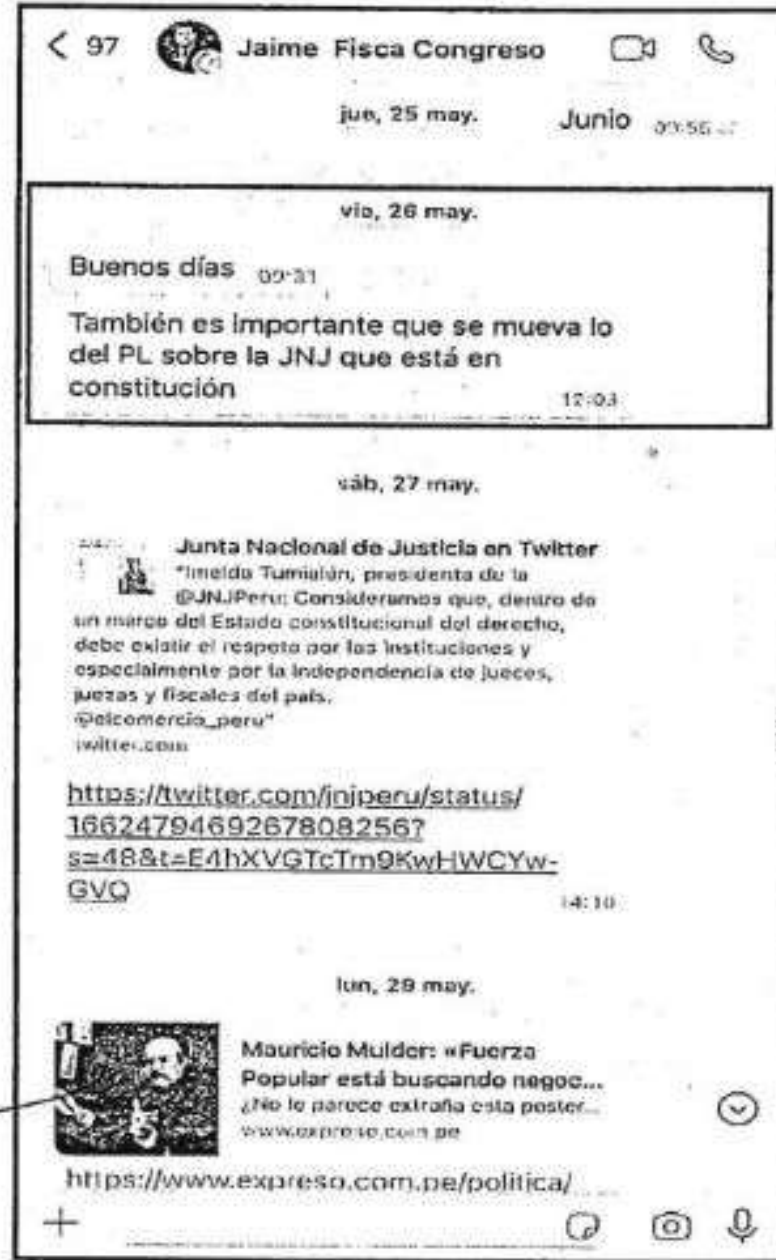 97 Jaime Fisca Congreso
jue, 25 may.
Junio
vie, 26 may.
Buenos días 09:31
También es importante que se mueva lo
del PL sobre la JNJ que está en
constitución
12:03
sáb, 27 may.
Junta Nacional de Justicia en Twitter
"Imelda Tumialán, presidenta de la
@JNJPeru: Consideramos que, dentro de
un marco del Estado constitucional del derecho,
debe existir el respeto por las instituciones y
especialmente por la independencia de jueces,
juezas y fiscales del país.
@elcomercio_peru"
twitter.com
https://twitter.com/jnjperu/status/
1662479469267808256?
s=48&t=E4hXVGTcTm9KwHWCYw-
GVQ
14:10
lun, 29 may.
Mauricio Mulder: «Fuerza
Popular está buscando negoc...
¿No le parece extraña esta poster...
www.expreso.com.pe
https://www.expreso.com.pe/politica/